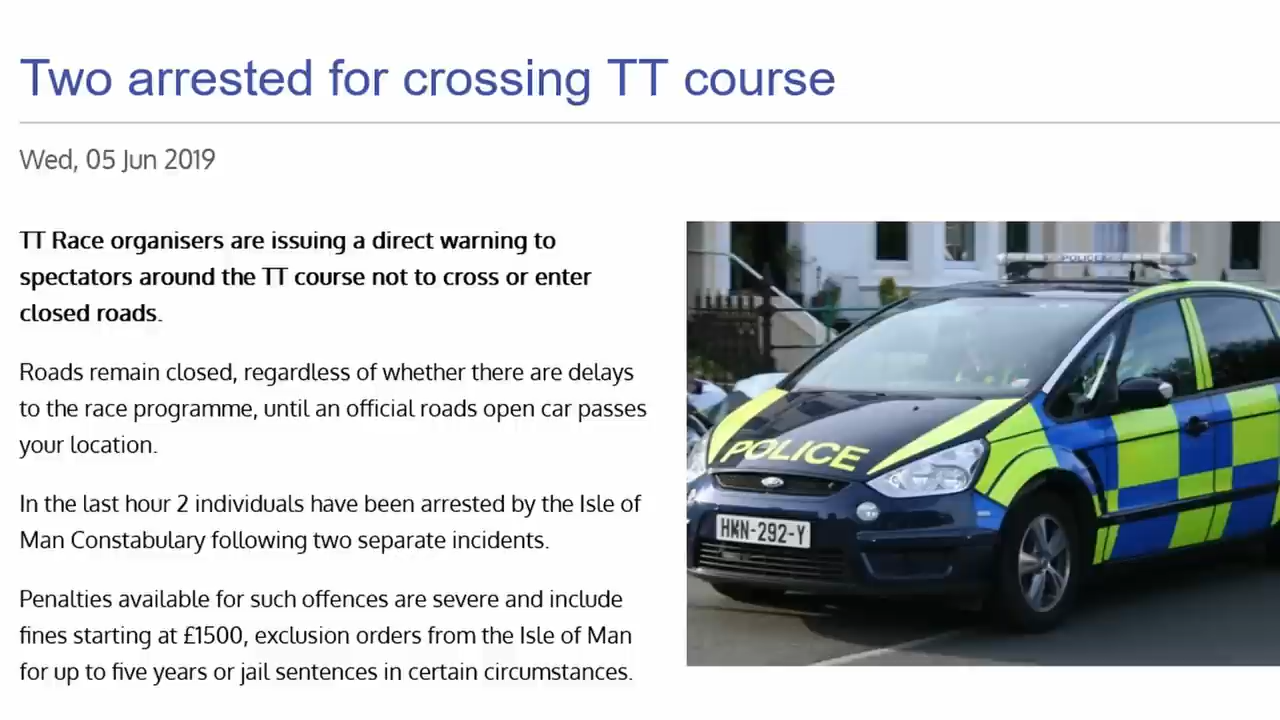 Two arrested for crossing TT course
Wed, 05 Jun 2019
TT Race organisers are issuing a direct warning to
spectators around the TT course not to cross or enter
closed roads.
Roads remain closed, regardless of whether there are delays
to the race programme, until an official roads open car passes
your location.
In the last hour 2 individuals have been arrested by the Isle of
Man Constabulary following two separate incidents.
Penalties available for such offences are severe and include
fines starting at £1500, exclusion orders from the Isle of Man
for up to five years or jail sentences in certain circumstances.
POLICE
POLICE
HMN-292-Y